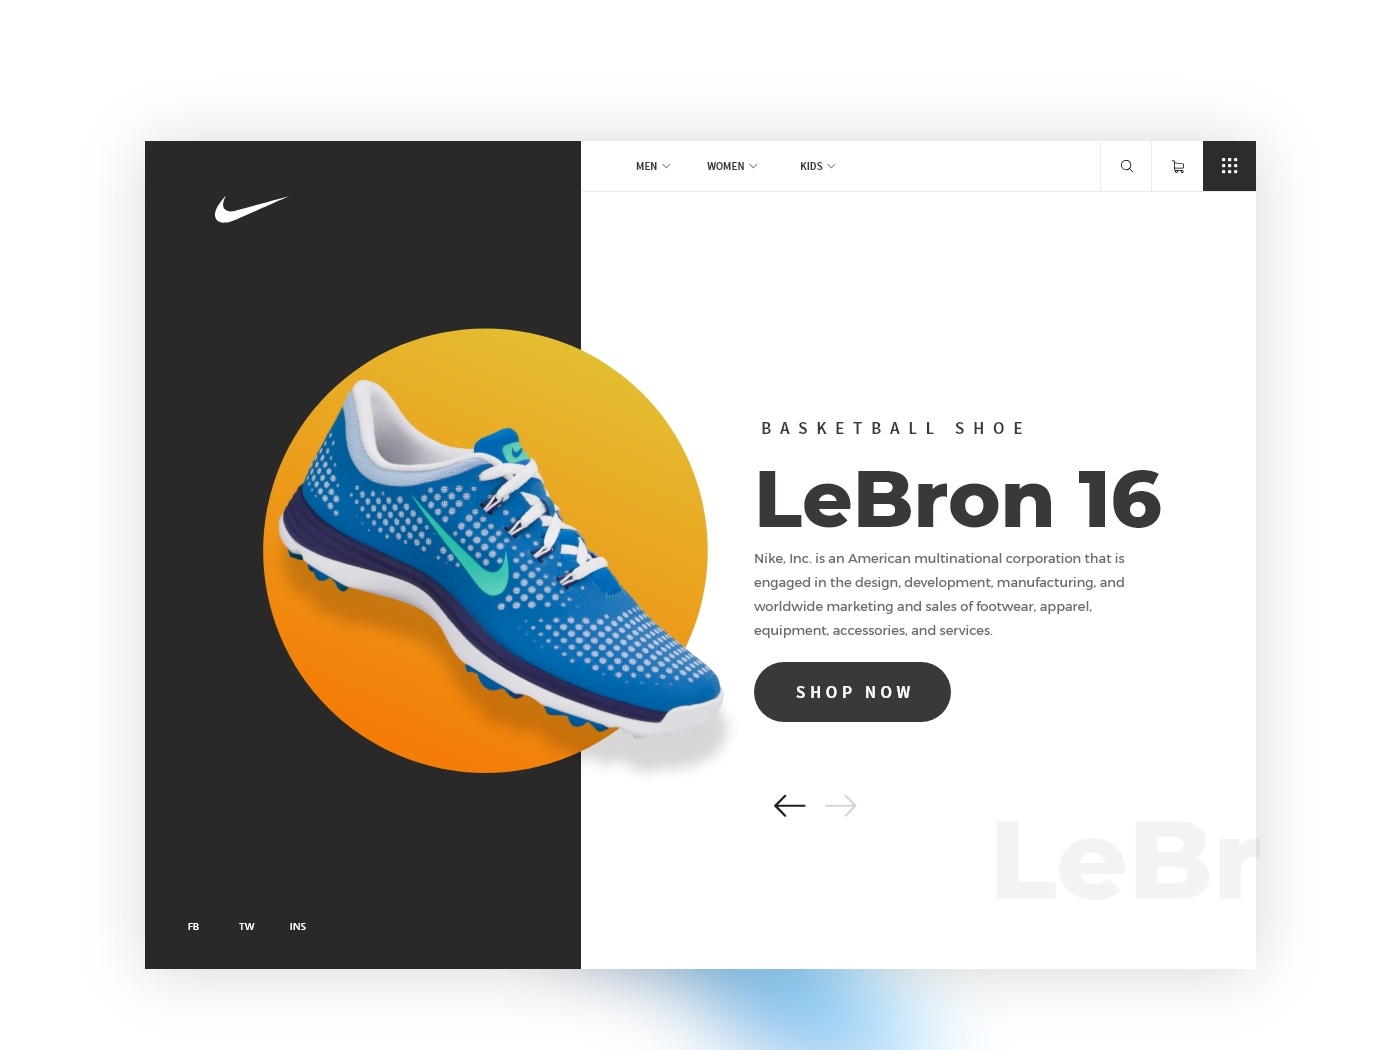 MEN
WOMEN
KIDS
BASKETBALL SHOE
LeBron 16
Nike, Inc. is an American multinational corporation that is
engaged in the design, development, manufacturing, and
worldwide marketing and sales of footwear, apparel,
equipment, accessories, and services.
SHOP NOW
LeBr
FB
TW
INS